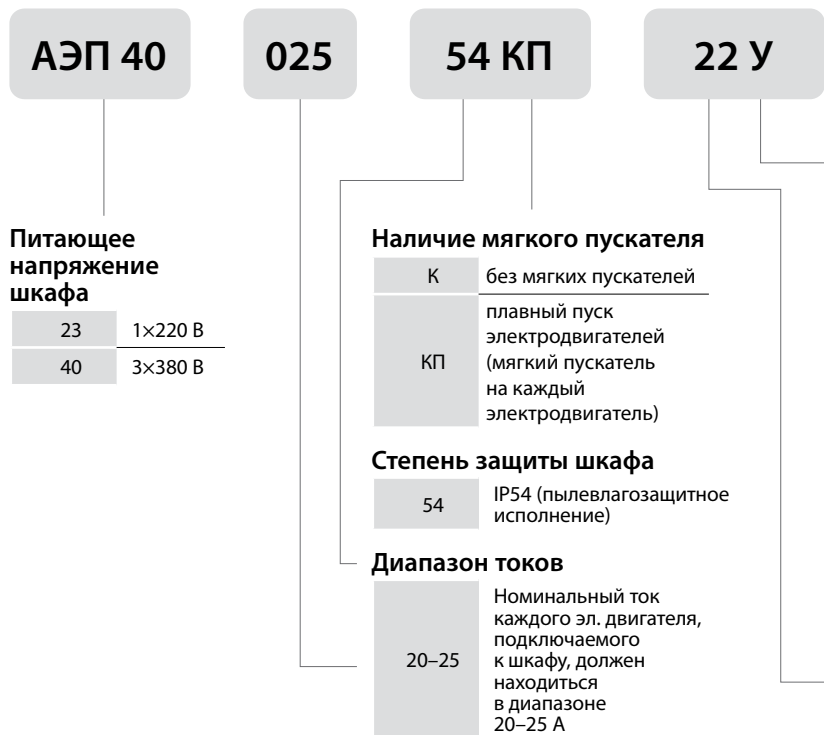 АЭП 40
025
54 КП
22 У
Питающее
напряжение
шкафа
23 1×220 В
40 3×380 В
Наличие мягкого пускателя
К без мягких пускателей
КП
плавный пуск
электродвигателей
(мягкий пускатель
на каждый
электродвигатель)
Степень защиты шкафа
54
IP54 (пылевлагозащитное
исполнение)
Диапазон токов
20–25
Номинальный ток
каждого эл. двигателя,
подключаемого
к шкафу, должен
находиться
в диапазоне
20–25 А